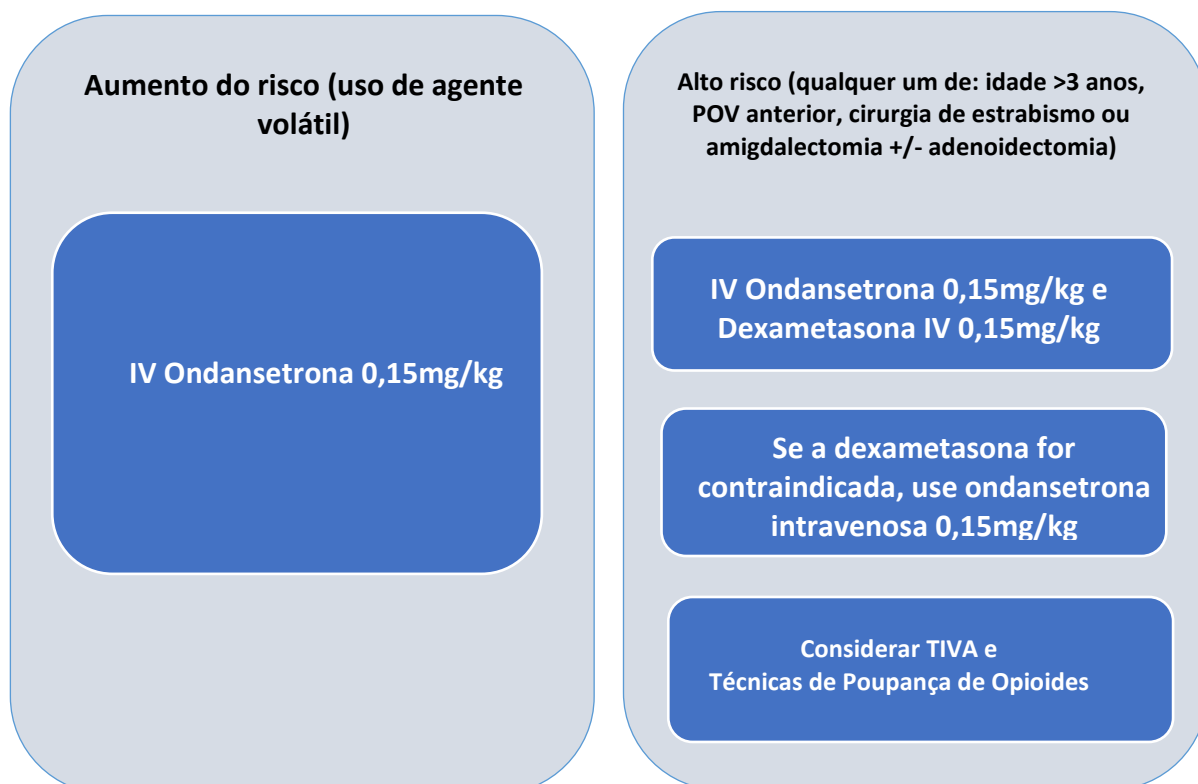 Aumento do risco (uso de agente
volátil)
IV Ondansetrona 0,15mg/kg
Alto risco (qualquer um de: idade >3 anos,
POV anterior, cirurgia de estrabismo ou
amigdalectomia +/- adenoidectomia)
IV Ondansetrona 0,15mg/kg e
Dexametasona IV 0,15mg/kg
Se a dexametasona for
contraindicada, use ondansetrona
intravenosa 0,15mg/kg
Considerar TIVA e
Técnicas de Poupança de Opioides